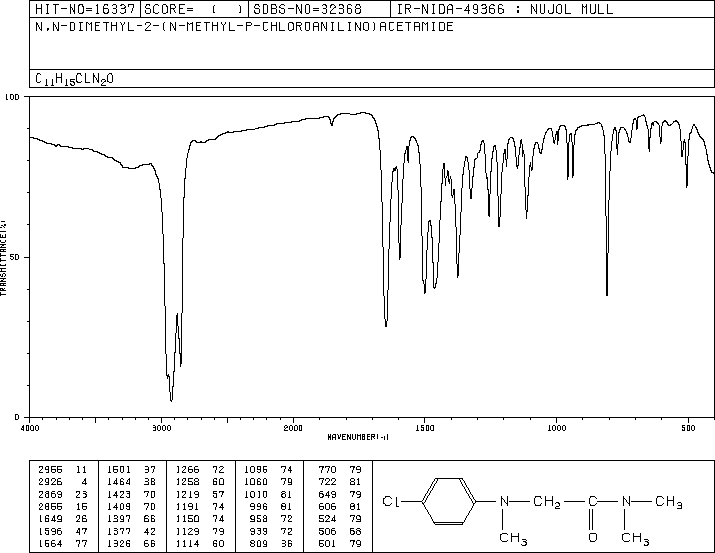 HIT-NO=16337 SCORE= ( ) SDBS-NO=32368 IR-NIDA-49366 : NUJOL MULL
N,N-DIMETHYL-2-(N-METHYL-P-CHLOROANILINO)ACETAMIDE
C11H15CLN2O
100
50
0
TRANSMITTANCE(%)
4000 3000 2000 1500 1000 500
WAVENUMBER(-1)
2955 11 1501 37 1266 72 1096 74 770 79
2926 4 1464 38 1258 60 1060 79 722 81
2869 23 1423 70 1219 57 1010 81 649 79
2855 15 1409 70 1191 74 996 81 606 81
1649 26 1397 66 1150 74 958 72 524 79
1596 47 1377 42 1129 79 939 72 506 68
1564 77 1326 66 1114 60 809 36 501 79
Cl N CH2 C N CH3
CH3 O CH3